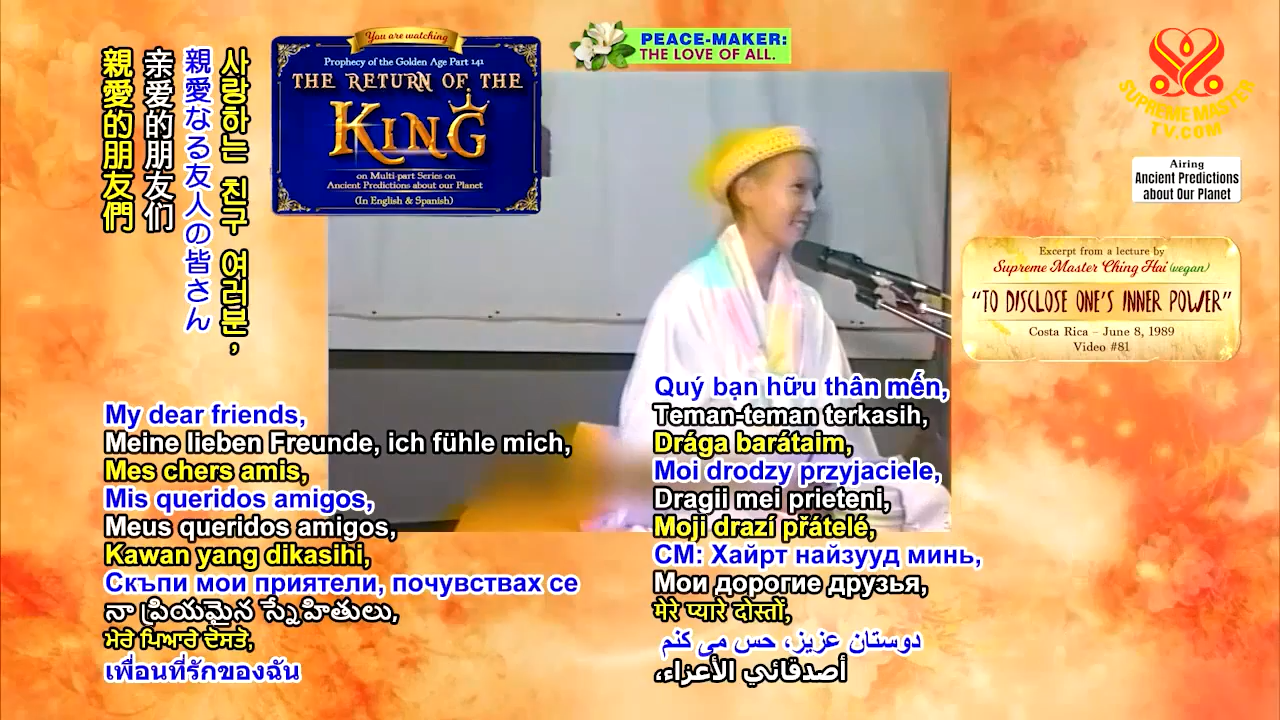 You are watching
Prophecy of the Golden Age Part 141
THE RETURN OF THE
KING
on Multi-part Series on
Ancient Predictions about our Planet
(In English & Spanish)
PEACE-MAKER:
THE LOVE OF ALL.
SUPREME MASTER
TV.COM
Airing
Ancient Predictions
about Our Planet
Excerpt from a lecture by
Supreme Master Ching Hai (vegan)
“TO DISCLOSE ONE’S INNER POWER”
Costa Rica – June 8, 1989
Video #81
사랑하는 친구 여러분,
親愛なる友人の皆さん
亲爱的朋友们
親愛的朋友們
My dear friends,
Meine lieben Freunde, ich fühle mich,
Mes chers amis,
Mis queridos amigos,
Meus queridos amigos,
Kawan yang dikasihi,
Скъпи мои приятели, почувствах се
నా ప్రియమైన స్నేహితులు,
ਮੇਰੇ ਪਿਆਰੇ ਦੋਸਤੋ,
เพื่อนที่รักของฉัน
Quý bạn hữu thân mến,
Teman-teman terkasih,
Drága barátaim,
Moi drodzy przyjaciele,
Dragii mei prieteni,
Moji drazí přátelé,
СМ: Хайрт найзууд минь,
Мои дорогие друзья,
मेरे प्यारे दोस्तों,
دوستان عزیز، حس می کنم
أصدقائي الأعزاء،